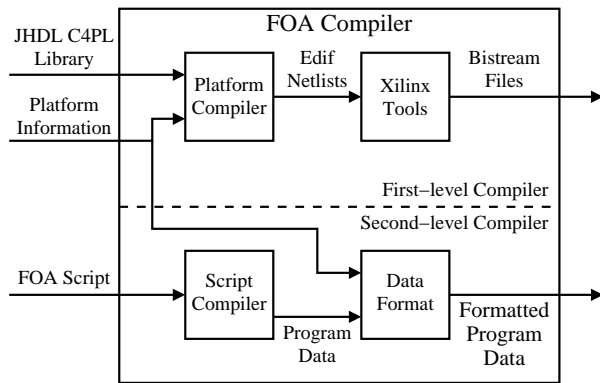 FOA Compiler
JHDL C4PL
Library
Platform
Information
Platform
Compiler
Edif
Netlists
Xilinx
Tools
Bistream
Files
First-level Compiler
Second-level Compiler
FOA Script
Script
Compiler
Program
Data
Data
Format
Formatted
Program
Data